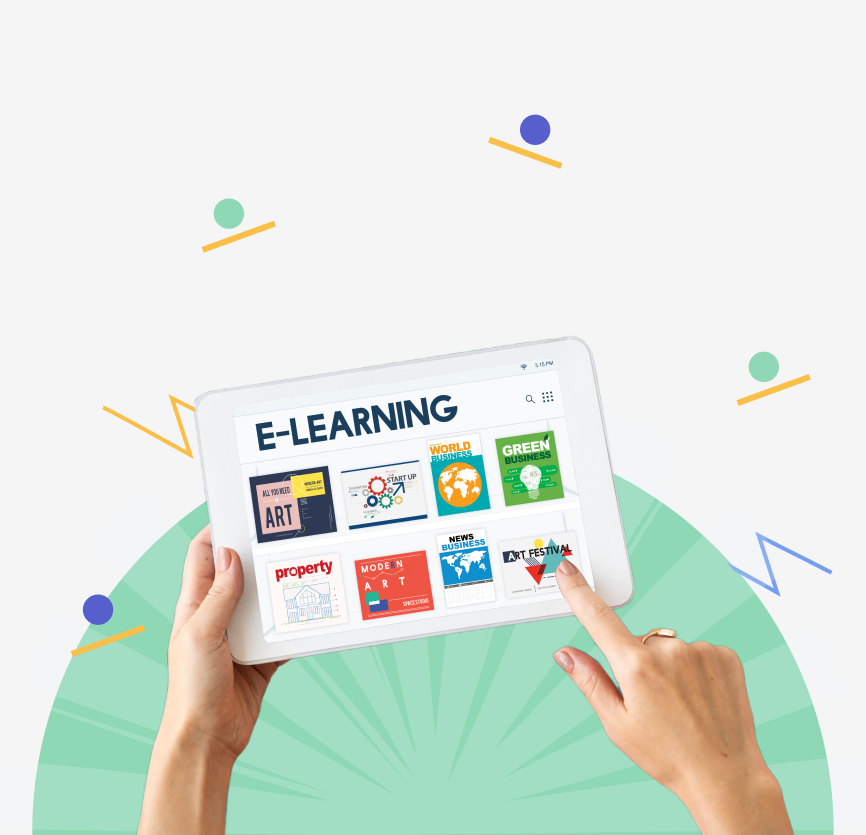 3:15 PM
E-LEARNING
ALL YOU NEED
ART
MODERN ART
START UP
WORLD
BUSINESS
GREEN
BUSINESS
property
MODERN
ART
SPACE STUDIO
NEWS
BUSINESS
ART FESTIVAL